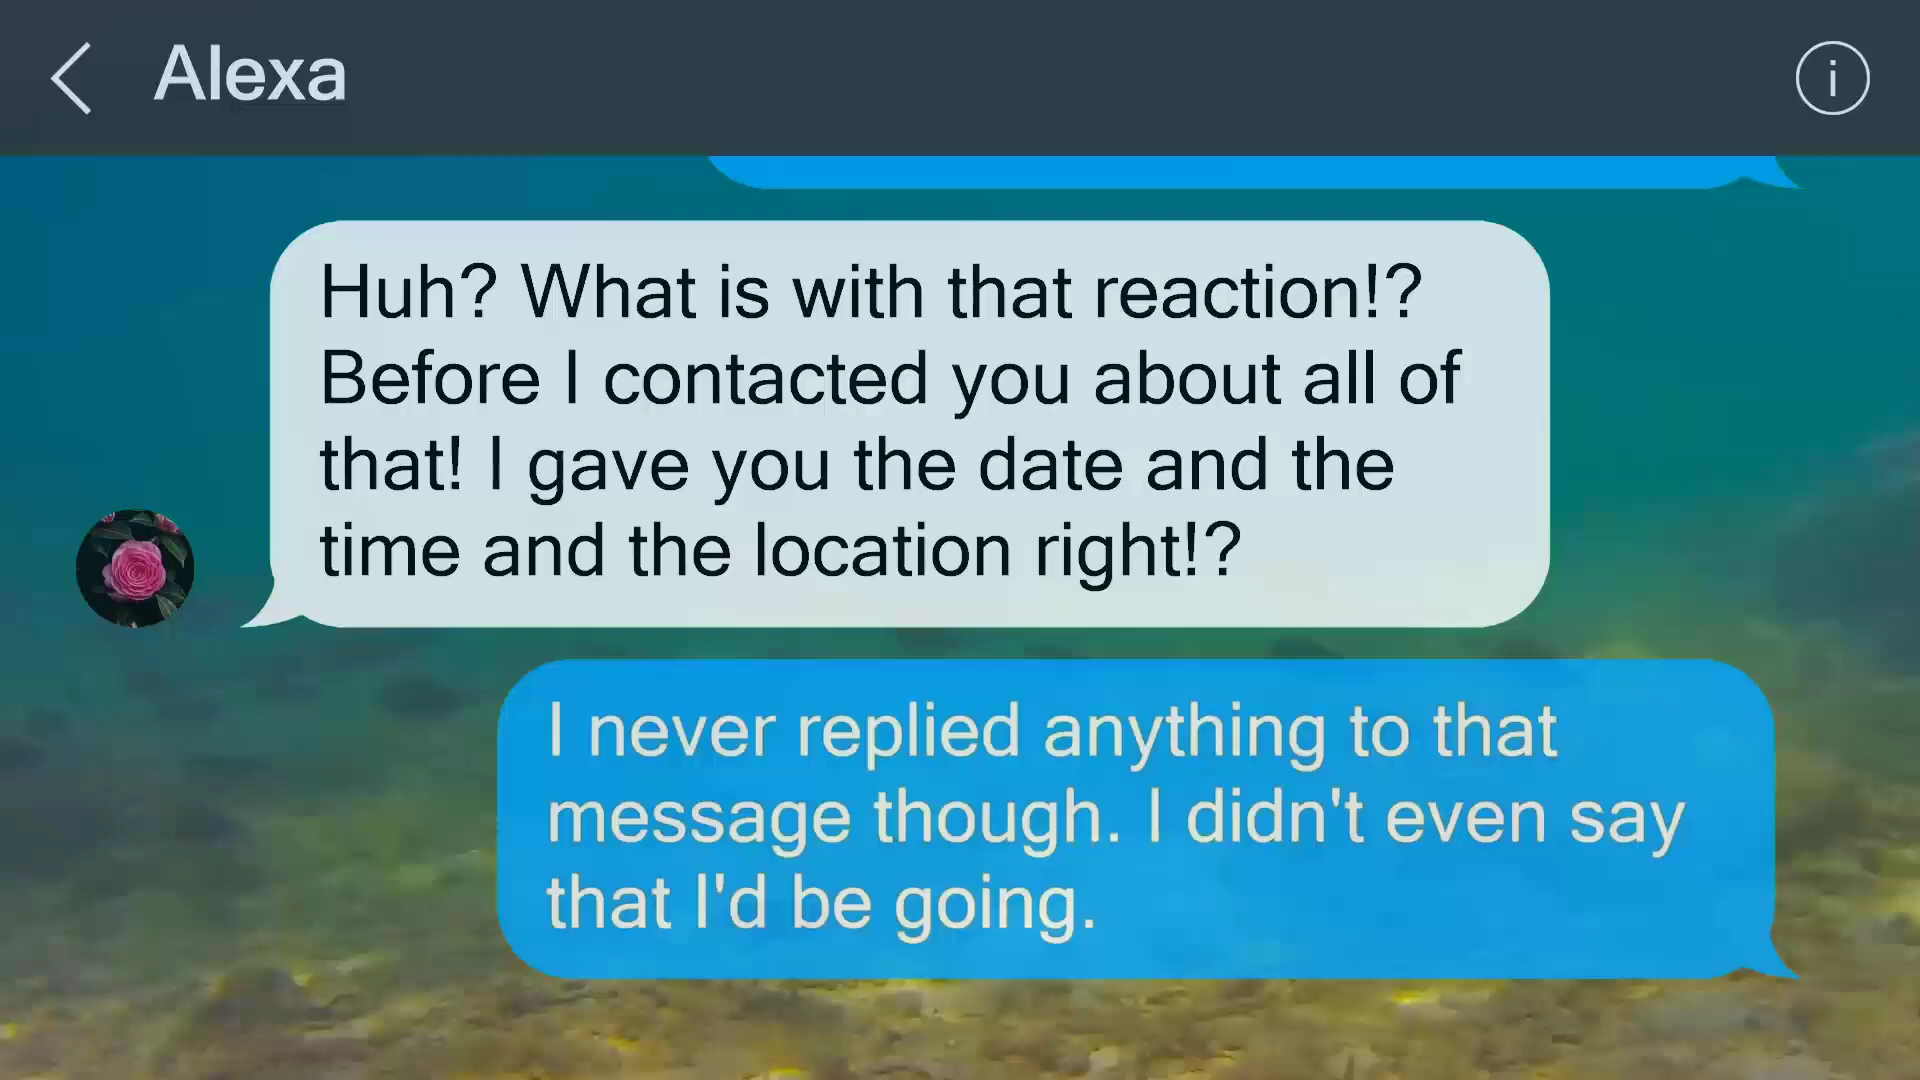 Alexa
Huh? What is with that reaction!?
Before I contacted you about all of
that! I gave you the date and the
time and the location right!?
I never replied anything to that
message though. I didn't even say
that I'd be going.